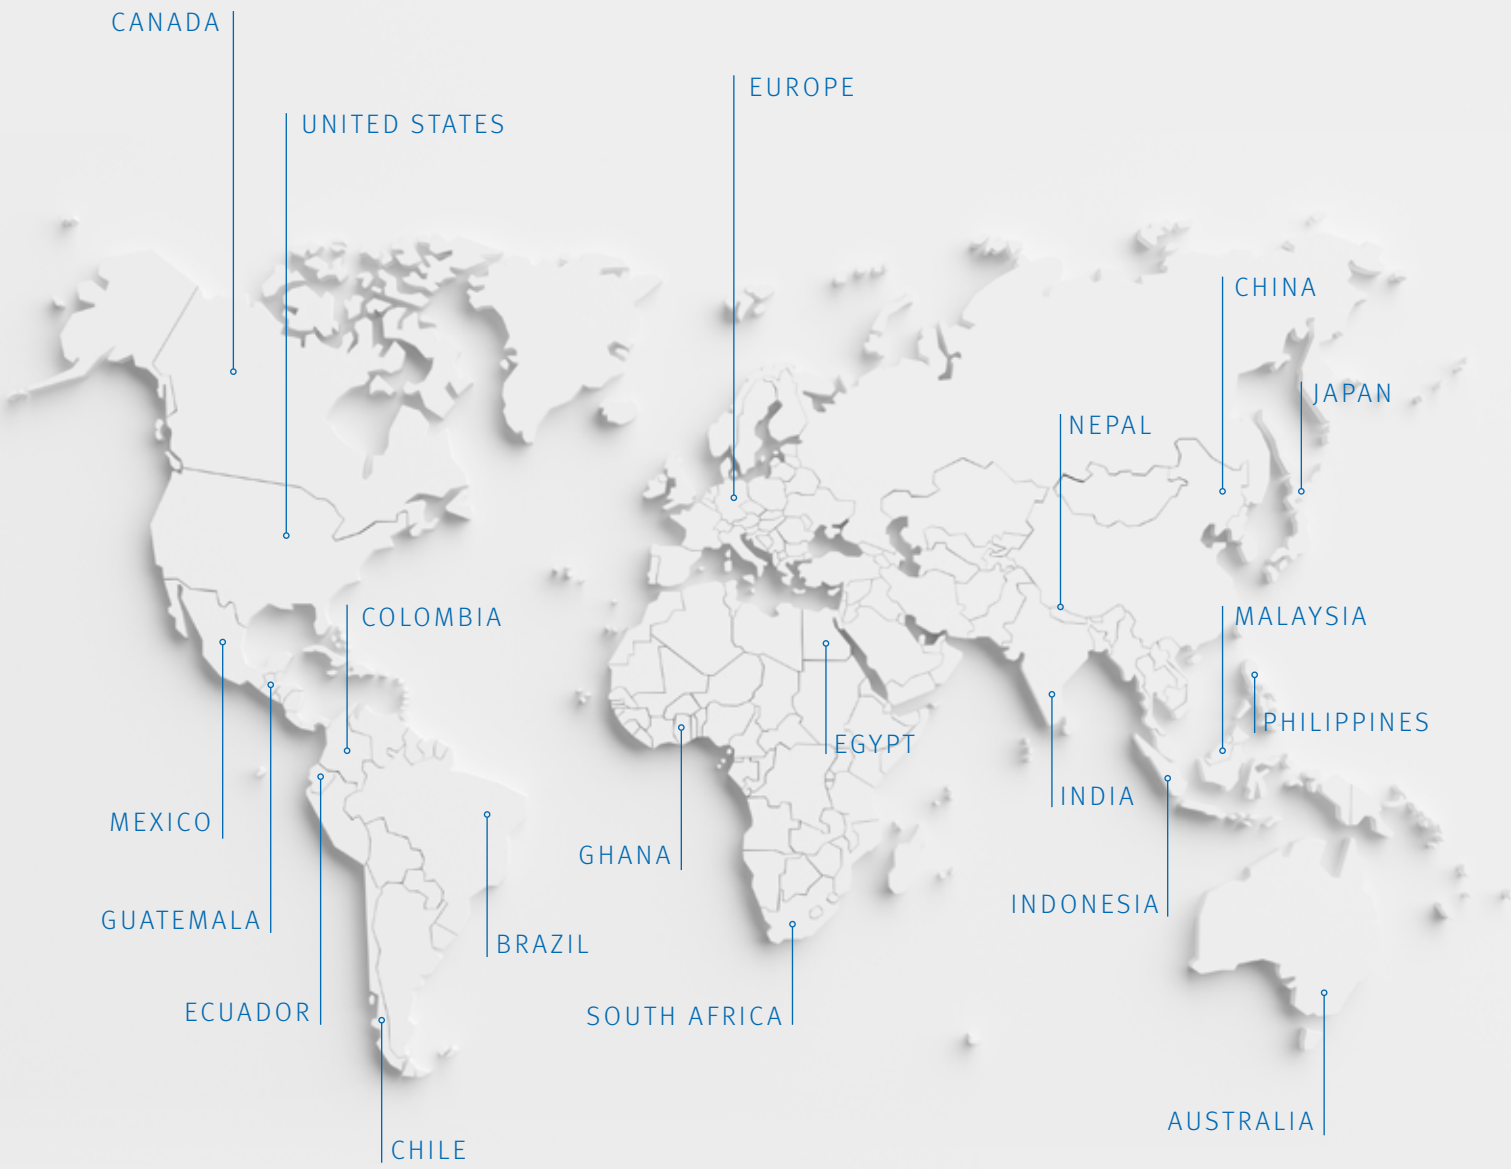 CANADA
EUROPE
UNITED STATES
CHINA
JAPAN
NEPAL
COLOMBIA
MALAYSIA
PHILIPPINES
EGYPT
INDIA
MEXICO
GHANA
INDONESIA
GUATEMALA
BRAZIL
ECUADOR
SOUTH AFRICA
AUSTRALIA
CHILE